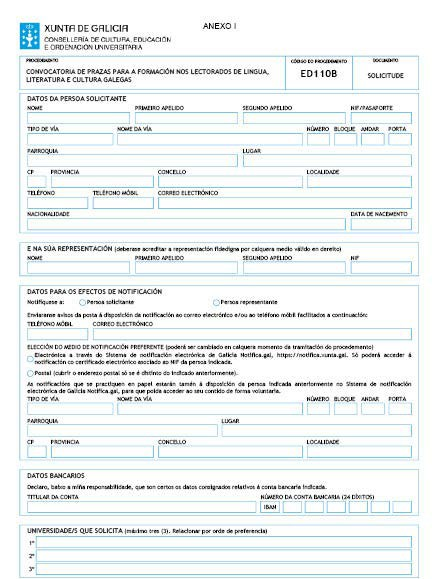 XUNTA DE GALICIA
CONSELLERÍA DE CULTURA, EDUCACIÓN
E ORDENACIÓN UNIVERSITARIA
ANEXO I
PROCEDEMENTO
CÓDIGO DO PROCEDEMENTO
DOCUMENTO
CONVOCATORIA DE PRAZAS PARA A FORMACIÓN NOS LECTORADOS DE LINGUA,
LITERATURA E CULTURA GALEGAS
ED110B
SOLICITUDE
DATOS DA PERSOA SOLICITANTE
NOME PRIMEIRO APELIDO SEGUNDO APELIDO NIF/PASAPORTE
TIPO DE VÍA NOME DA VÍA NÚMERO BLOQUE ANDAR PORTA
PARROQUIA LUGAR
CP PROVINCIA CONCELLO LOCALIDADE
TELÉFONO TELÉFONO MÓBIL CORREO ELECTRÓNICO
NACIONALIDADE DATA DE NACEMENTO
E NA SÚA REPRESENTACIÓN (deberase acreditar a representación fidedigna por calquera medio válido en dereito)
NOME PRIMEIRO APELIDO SEGUNDO APELIDO NIF
DATOS PARA OS EFECTOS DE NOTIFICACIÓN
Notifíquese a: Persoa solicitante Persoa representante
Enviaranse avisos da posta á disposición da notificación ao correo electrónico e/ou ao teléfono móbil facilitados a continuación:
TELÉFONO MÓBIL CORREO ELECTRÓNICO
ELECCIÓN DO MEDIO DE NOTIFICACIÓN PREFERENTE (poderá ser cambiado en calquera momento da tramitación do procedemento)
Electrónica a través do Sistema de notificación electrónica de Galicia Notifica.gal, https://notifica.xunta.gal. Só poderá acceder á
notificación co certificado electrónico asociado ao NIF da persoa indicada.
Postal (cubrir o enderezo postal só se é distinto do indicado anteriormente).
As notificacións que se practiquen en papel estarán tamén á disposición da persoa indicada anteriormente no Sistema de notificación
electrónica de Galicia Notifica.gal, para que poida acceder ao seu contido de forma voluntaria.
TIPO DE VÍA NOME DA VÍA NÚMERO BLOQUE ANDAR PORTA
PARROQUIA LUGAR
CP PROVINCIA CONCELLO LOCALIDADE
DATOS BANCARIOS
Declaro, baixo a miña responsabilidade, que son certos os datos consignados relativos á conta bancaria indicada.
TITULAR DA CONTA NÚMERO DA CONTA BANCARIA (24 DÍXITOS)
IBAN
UNIVERSIDADE/S QUE SOLICITA (máximo tres (3). Relacionar por orde de preferencia)
1ª
2ª
3ª